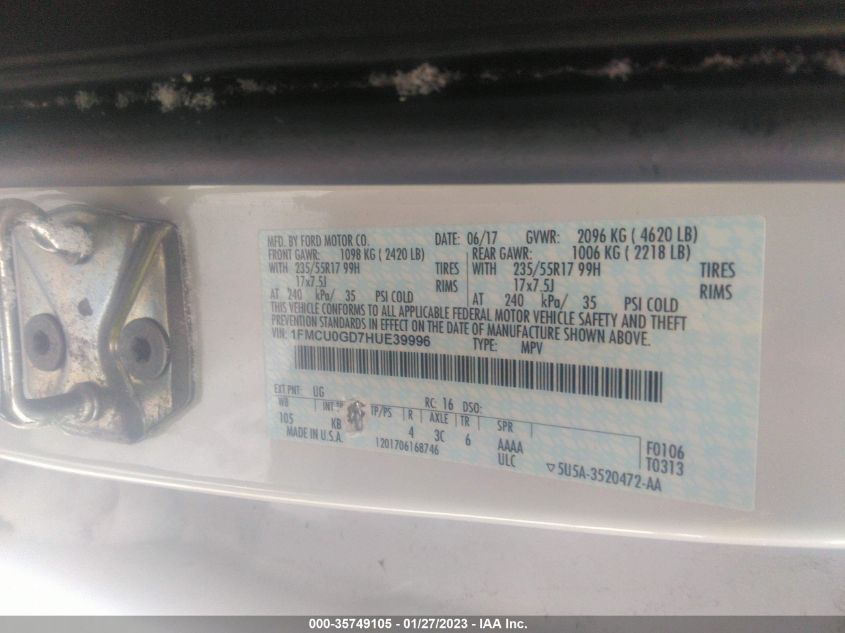 MFD. BY FORD MOTOR CO. DATE: 06/17 GVWR: 2096 KG ( 4620 LB)
FRONT GAWR: 1098 KG ( 2420 LB) REAR GAWR: 1006 KG ( 2218 LB)
WITH 235/55R17 99H TIRES WITH 235/55R17 99H TIRES
17x7.5J RIMS 17x7.5J RIMS
AT 240 kPa/ 35 PSI COLD AT 240 kPa/ 35 PSI COLD
THIS VEHICLE CONFORMS TO ALL APPLICABLE FEDERAL MOTOR VEHICLE SAFETY AND THEFT
PREVENTION STANDARDS IN EFFECT ON THE DATE OF MANUFACTURE SHOWN ABOVE.
VIN: 1FMCU0GD7HUE39996 TYPE: MPV
EXT PNT: UG RC: 16 DSO:
WB INT TP/PS R AXLE TR SPR
105 KB 4 3C 6 AAAA F0106
MADE IN U.S.A. 1201706168746 ULC T0313
▽5U5A-3520472-AA
000-35749105 - 01/27/2023 - IAA Inc.